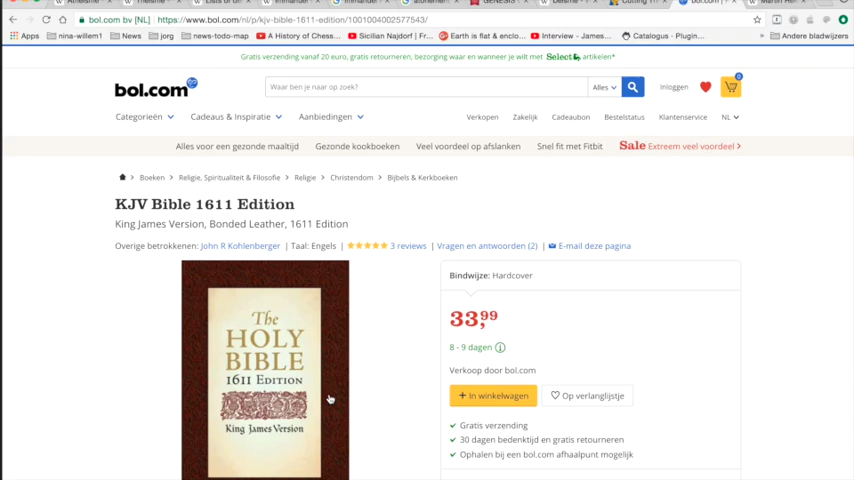 bol.com bv [NL] https://www.bol.com/nl/p/kjv-bible-1611-edition/1001004002577543/
Apps nina-willem1 News jorg news-todo-map A History of Chess... Sicilian Najdorf | Fr... Earth is flat & enclo... Interview - James... Catalogus - Plugin... » Andere bladwijzers
Gratis verzending vanaf 20 euro, gratis retourneren, bezorging waar en wanneer je wilt met Select artikelen*
bol.com
Waar ben je naar op zoek?
Alles
Inloggen
0
Categorieën Cadeaus & Inspiratie Aanbiedingen
Verkopen Zakelijk Cadeaubon Bestelstatus Klantenservice NL
Alles voor een gezonde maaltijd Gezonde kookboeken Veel voordeel op afslanken Snel fit met Fitbit Sale Extreem veel voordeel >
Boeken > Religie, Spiritualiteit & Filosofie > Religie > Christendom > Bijbels & Kerkboeken
KJV Bible 1611 Edition
King James Version, Bonded Leather, 1611 Edition
Overige betrokkenen: John R Kohlenberger | Taal: Engels | 3 reviews | Vragen en antwoorden (2) | E-mail deze pagina
The
HOLY
BIBLE
1611 EDITION
King James Version
Bindwijze: Hardcover
33,99
8 - 9 dagen
Verkoop door bol.com
+ In winkelwagen
Op verlanglijstje
Gratis verzending
30 dagen bedenktijd en gratis retourneren
Ophalen bij een bol.com afhaalpunt mogelijk